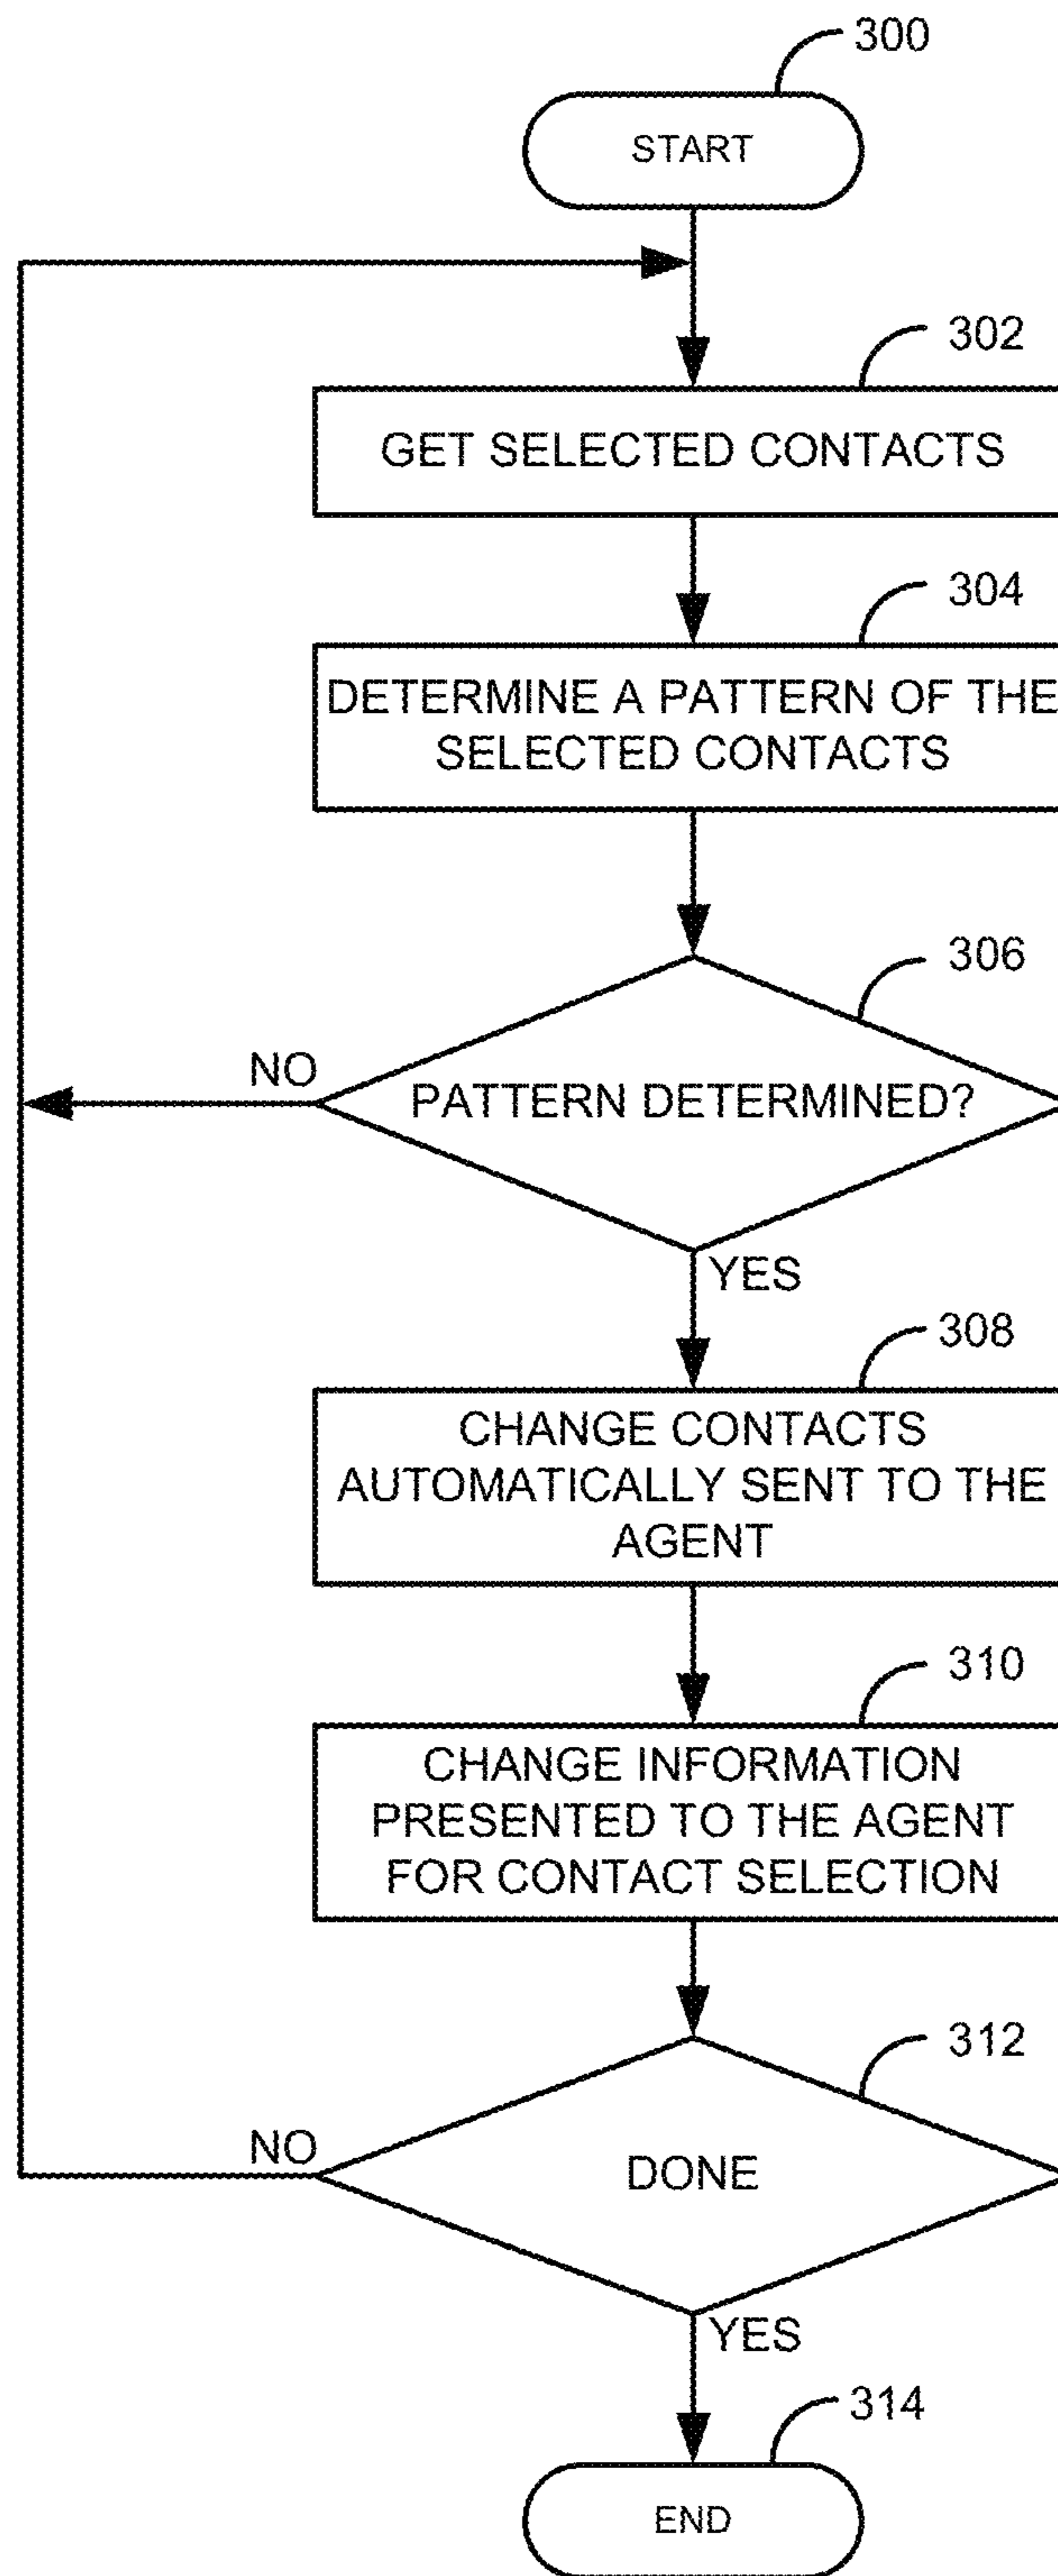 300
START
302
GET SELECTED CONTACTS
304
DETERMINE A PATTERN OF THE
SELECTED CONTACTS
306
NO
PATTERN DETERMINED?
YES
308
CHANGE CONTACTS
AUTOMATICALLY SENT TO THE
AGENT
310
CHANGE INFORMATION
PRESENTED TO THE AGENT
FOR CONTACT SELECTION
312
NO
DONE
YES
314
END